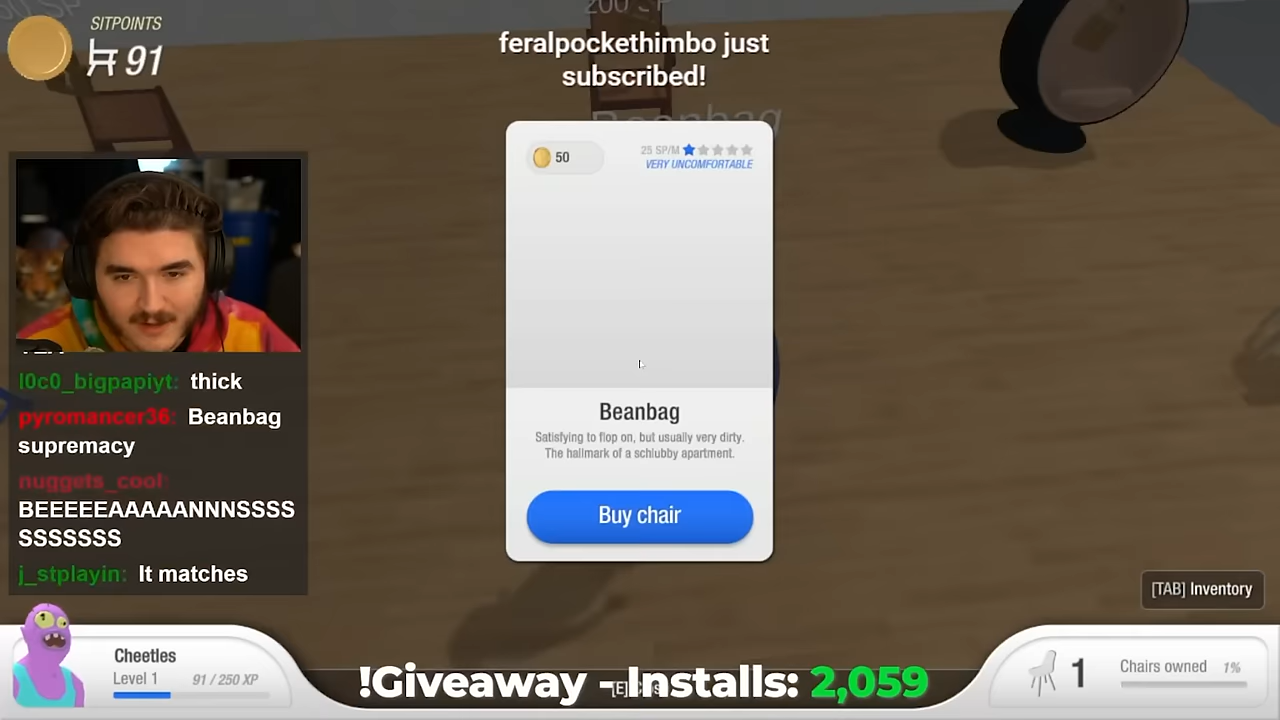 SITPOINTS
91
feralpockethimbo just
subscribed!
Beanbag
50
25 SP/M
VERY UNCOMFORTABLE
l0c0_bigpapiyt: thick
pyromancer36: Beanbag
supremacy
nuggets_cool:
BEEEEEAAAAANNNSSSS
SSSSSSS
j_stplayin: It matches
Beanbag
Satisfying to flop on, but usually very dirty.
The hallmark of a schlubby apartment.
Buy chair
[TAB] Inventory
Cheetles
Level 1
91 / 250 XP
!Giveaway - Installs: 2,059
1
Chairs owned
1%